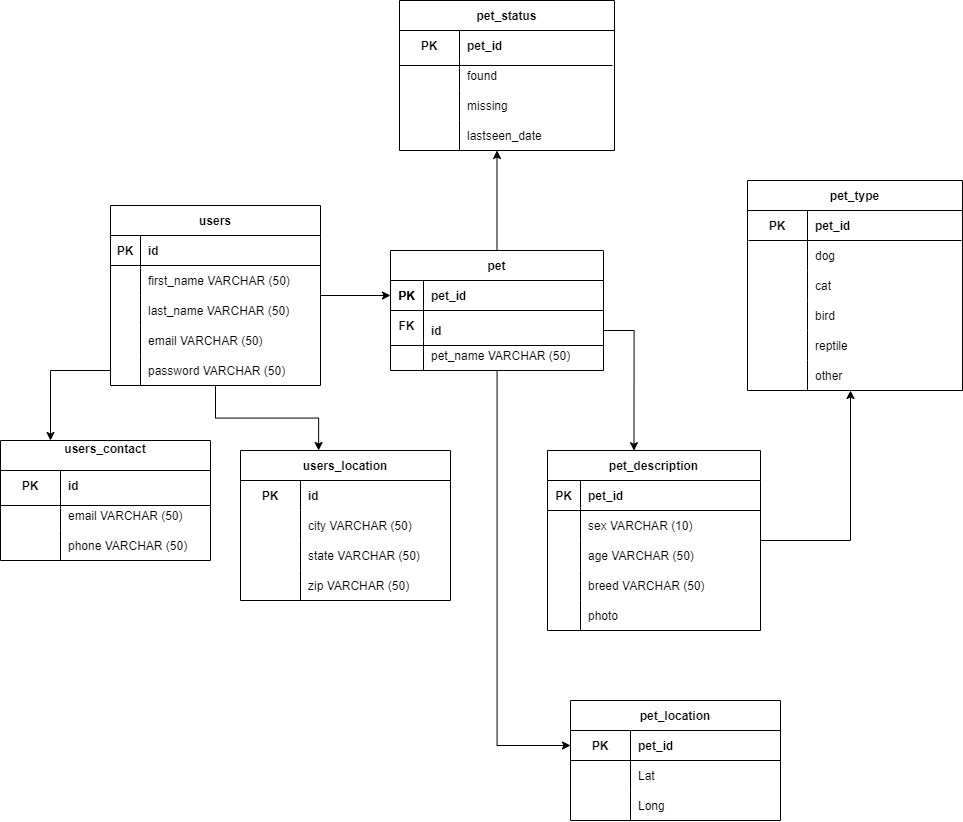 pet_status
PK pet_id
found
missing
lastseen_date
users
PK id
first_name VARCHAR (50)
last_name VARCHAR (50)
email VARCHAR (50)
password VARCHAR (50)
pet
PK pet_id
FK id
pet_name VARCHAR (50)
pet_type
PK pet_id
dog
cat
bird
reptile
other
users_contact
PK id
email VARCHAR (50)
phone VARCHAR (50)
users_location
PK id
city VARCHAR (50)
state VARCHAR (50)
zip VARCHAR (50)
pet_description
PK pet_id
sex VARCHAR (10)
age VARCHAR (50)
breed VARCHAR (50)
photo
pet_location
PK pet_id
Lat
Long